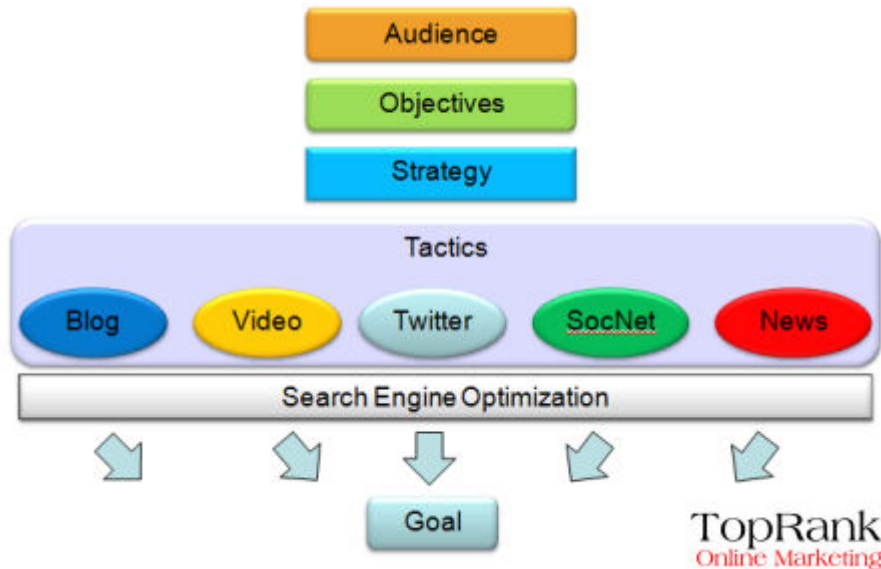 Audience
Objectives
Strategy
Tactics
Blog
Video
Twitter
SocNet
News
Search Engine Optimization
Goal
TopRank
Online Marketing